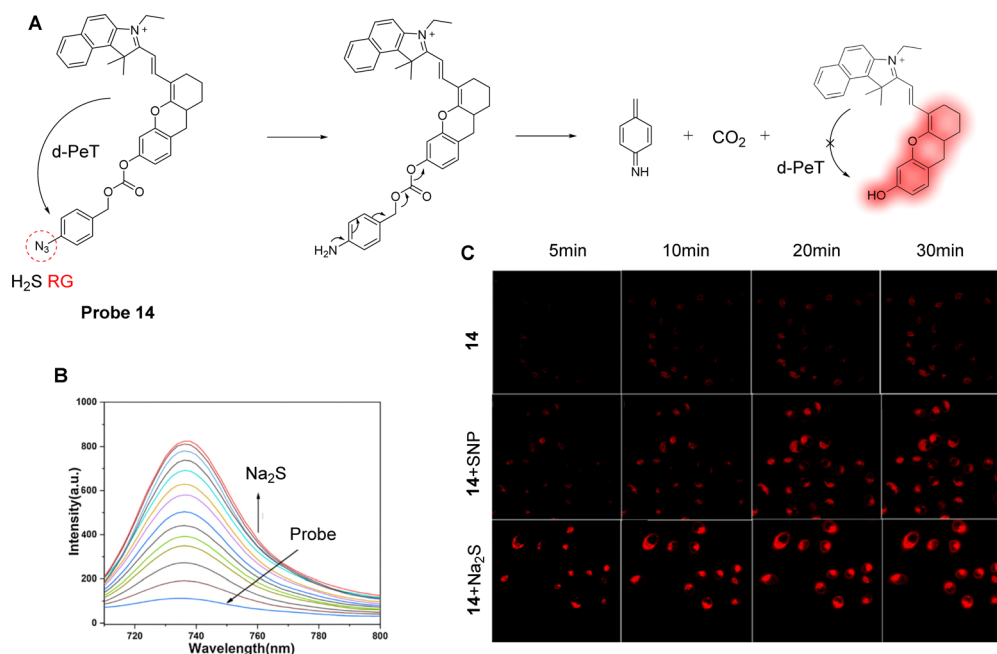 A
N
+
O
d-PeT
O
O
O
N₃
H₂S RG
Probe 14
N
+
O
O
O
O
H₂N
NH
+ CO₂ +
N
+
O
HO
d-PeT
B
1000
800
600
400
200
0
Intensity(a.u.)
Na₂S
Probe
720 740 760 780 800
Wavelength(nm)
C
5min 10min 20min 30min
14
14+SNP
14+Na₂S